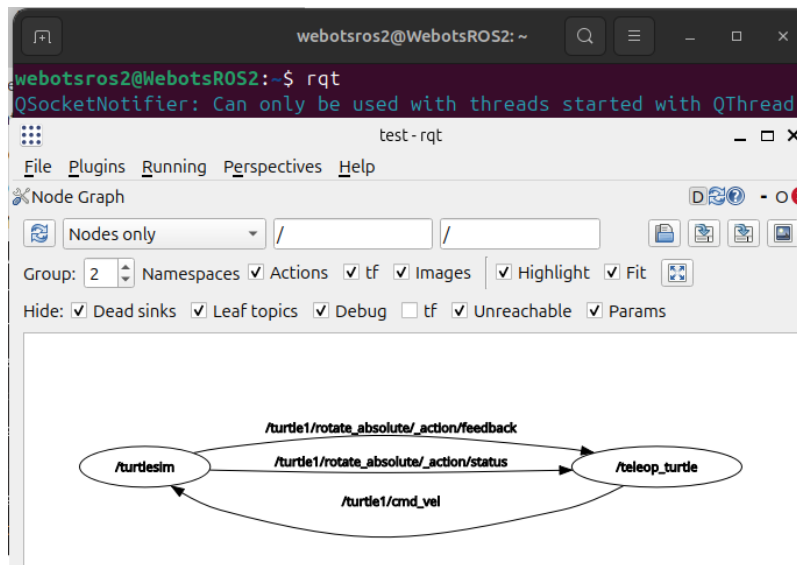 webotsros2@WebotsROS2: ~
webotsros2@WebotsROS2:~$ rqt
QSocketNotifier: Can only be used with threads started with QThread
test - rqt
File Plugins Running Perspectives Help
Node Graph D - O
Nodes only / /
Group: 2 Namespaces Actions tf Images Highlight Fit
Hide: Dead sinks Leaf topics Debug tf Unreachable Params
/turtle1/rotate_absolute/_action/feedback
/turtle1/rotate_absolute/_action/status
/turtlesim /teleop_turtle
/turtle1/cmd_vel